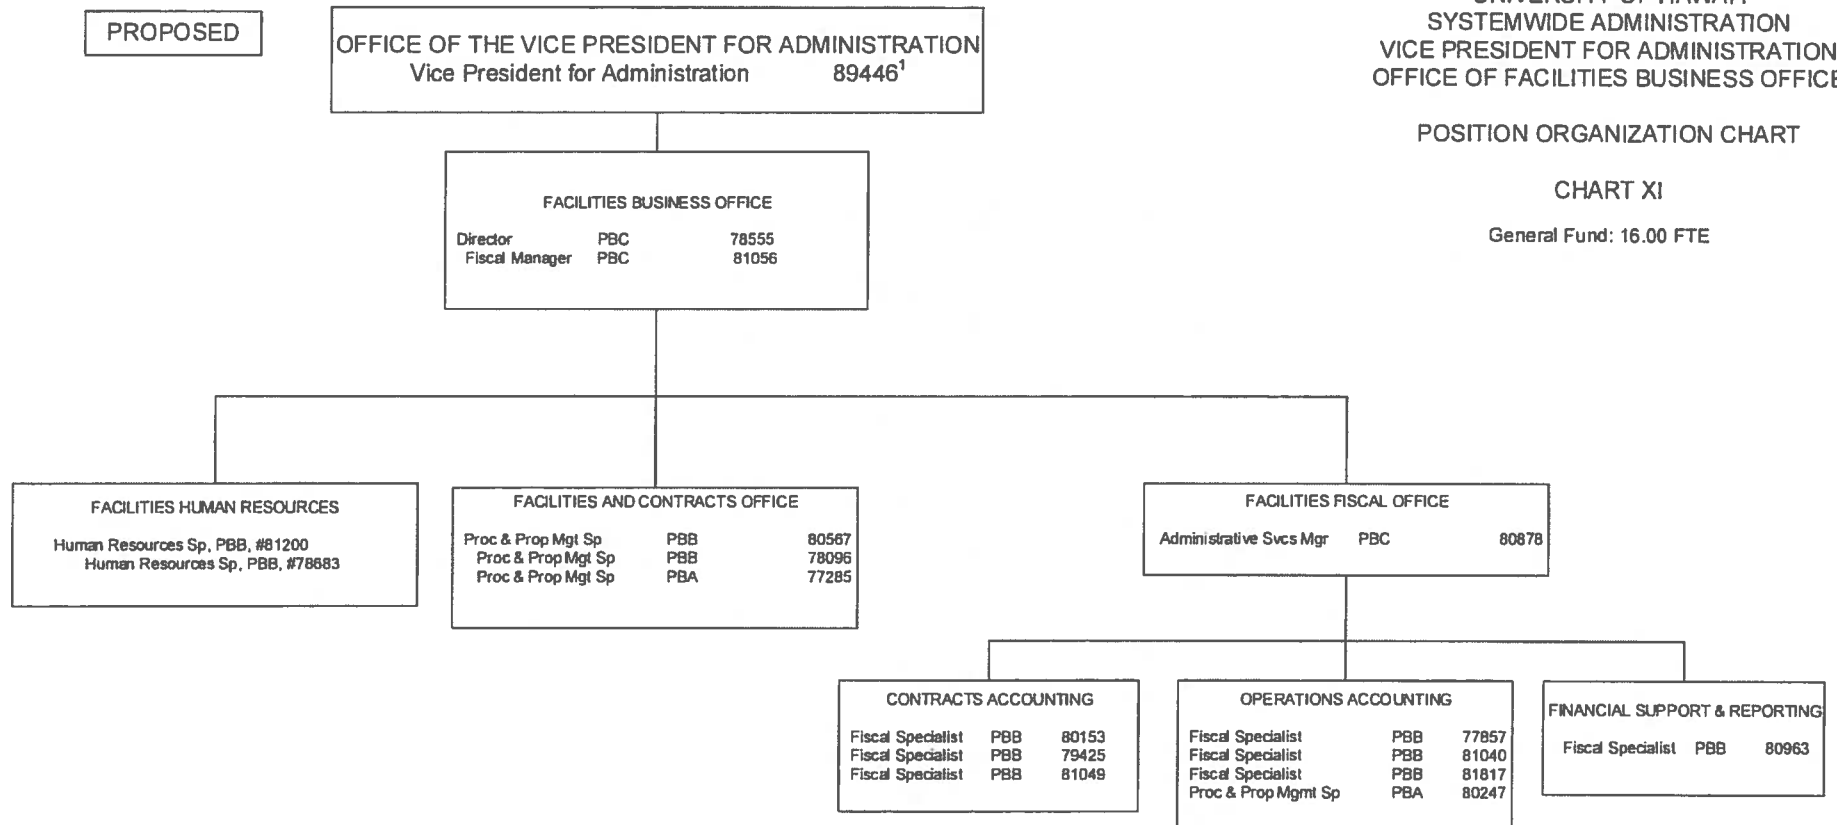 PROPOSED
OFFICE OF THE VICE PRESIDENT FOR ADMINISTRATION
Vice President for Administration 89446¹
SYSTEMWIDE ADMINISTRATION
VICE PRESIDENT FOR ADMINISTRATION
OFFICE OF FACILITIES BUSINESS OFFICE
POSITION ORGANIZATION CHART
CHART XI
General Fund: 16.00 FTE
FACILITIES BUSINESS OFFICE
Director PBC 78555
Fiscal Manager PBC 81056
FACILITIES HUMAN RESOURCES
Human Resources Sp, PBB, #81200
Human Resources Sp, PBB, #78683
FACILITIES AND CONTRACTS OFFICE
Proc & Prop Mgt Sp PBB 80567
Proc & Prop Mgt Sp PBB 78096
Proc & Prop Mgt Sp PBA 77285
FACILITIES FISCAL OFFICE
Administrative Svcs Mgr PBC 80878
CONTRACTS ACCOUNTING
Fiscal Specialist PBB 80153
Fiscal Specialist PBB 79425
Fiscal Specialist PBB 81049
OPERATIONS ACCOUNTING
Fiscal Specialist PBB 77857
Fiscal Specialist PBB 81040
Fiscal Specialist PBB 81817
Proc & Prop Mgmt Sp PBA 80247
FINANCIAL SUPPORT & REPORTING
Fiscal Specialist PBB 80963